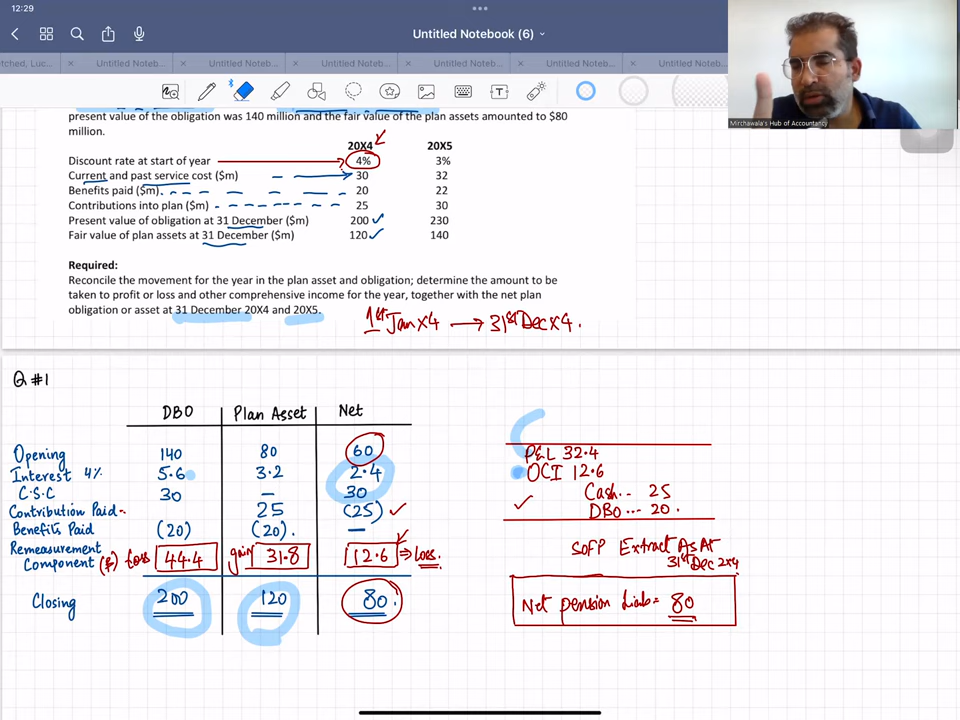 12:29
Untitled Notebook (6)
etched, Luc...
Untitled Noteb...
Untitled Noteb...
Untitled Noteb...
Untitled Noteb...
Untitled Noteb...
Untitled Noteb
Mirchawala's Hub of Accountancy
present value of the obligation was 140 million and the fair value of the plan assets amounted to $80
million.
20X4 20X5
Discount rate at start of year 4% 3%
Current and past service cost ($m) 30 32
Benefits paid ($m) 20 22
Contributions into plan ($m) 25 30
Present value of obligation at 31 December ($m) 200 230
Fair value of plan assets at 31 December ($m) 120 140
Required:
Reconcile the movement for the year in the plan asset and obligation; determine the amount to be
taken to profit or loss and other comprehensive income for the year, together with the net plan
obligation or asset at 31 December 20X4 and 20X5.
1st Jan x4 → 31st Dec x4.
Q #1
DBO Plan Asset Net
Opening 140 80 60
Interest 4% 5.6 3.2 2.4
C.S.C 30 — 30
Contribution Paid - 25 (25) ✓
Benefits Paid (20) (20). —
Remeasurement
Component (₿) Loss 44.4 gain 31.8 12.6 ⇒ Loss.
Closing 200 120 80.
P&L 32.4
OCI 12.6
Cash.. 25
DBO ... 20.
SOFP Extract As At
31st Dec 2x4
Net pension Liab = 80